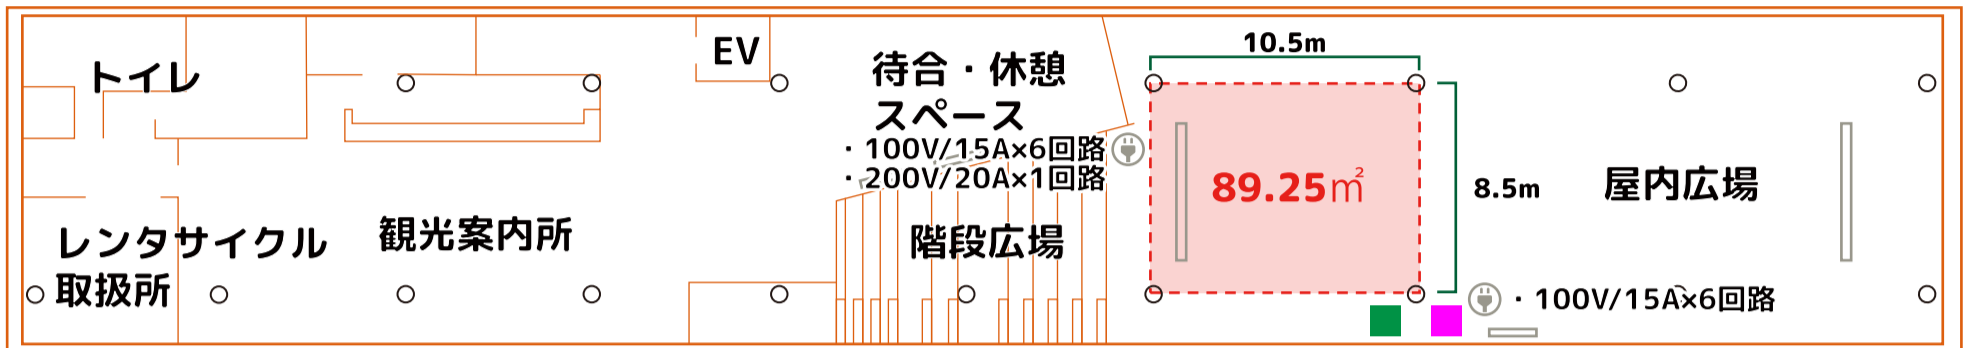 トイレ
EV
待合・休憩
スペース
・100V/15A×6回路
・200V/20A×1回路
10.5m
89.25㎡
8.5m
屋内広場
レンタサイクル
取扱所
観光案内所
階段広場
・100V/15A×6回路